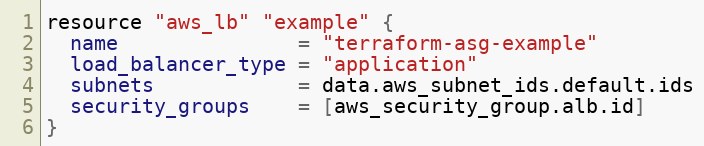 1 resource "aws_lb" "example" {
2   name               = "terraform-asg-example"
3   load_balancer_type = "application"
4   subnets            = data.aws_subnet_ids.default.ids
5   security_groups    = [aws_security_group.alb.id]
6 }